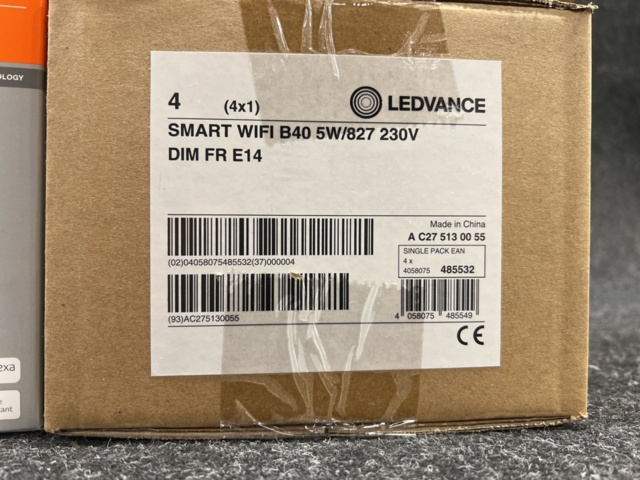 OLOGY
exa
e
tant
4 (4x1) LEDVANCE
SMART WIFI B40 5W/827 230V
DIM FR E14
Made in China
A C27 513 00 55
SINGLE PACK EAN
4 x
4058075 485532
(02)04058075485532(37)000004
(93)AC275130055
4 058075 485549
CE